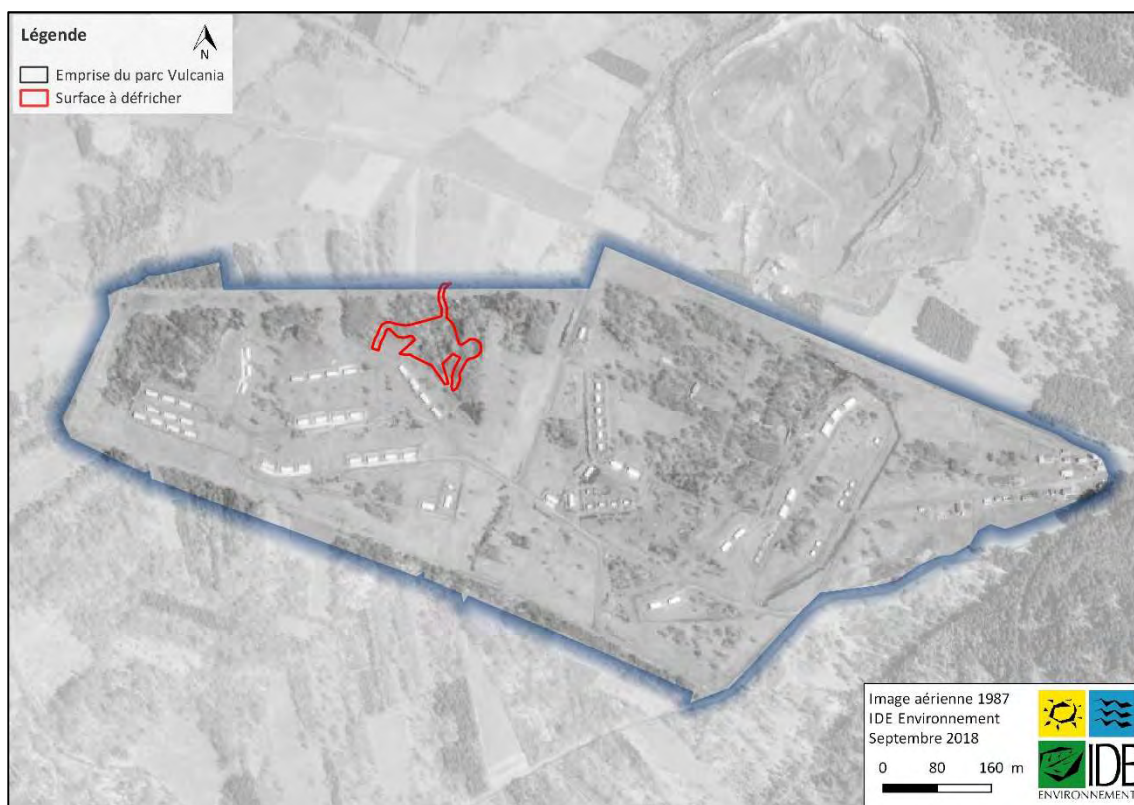 Légende
N
Emprise du parc Vulcania
Surface à défricher
Image aérienne 1987
IDE Environnement
Septembre 2018
0 80 160 m
IDE
ENVIRONNEMENT